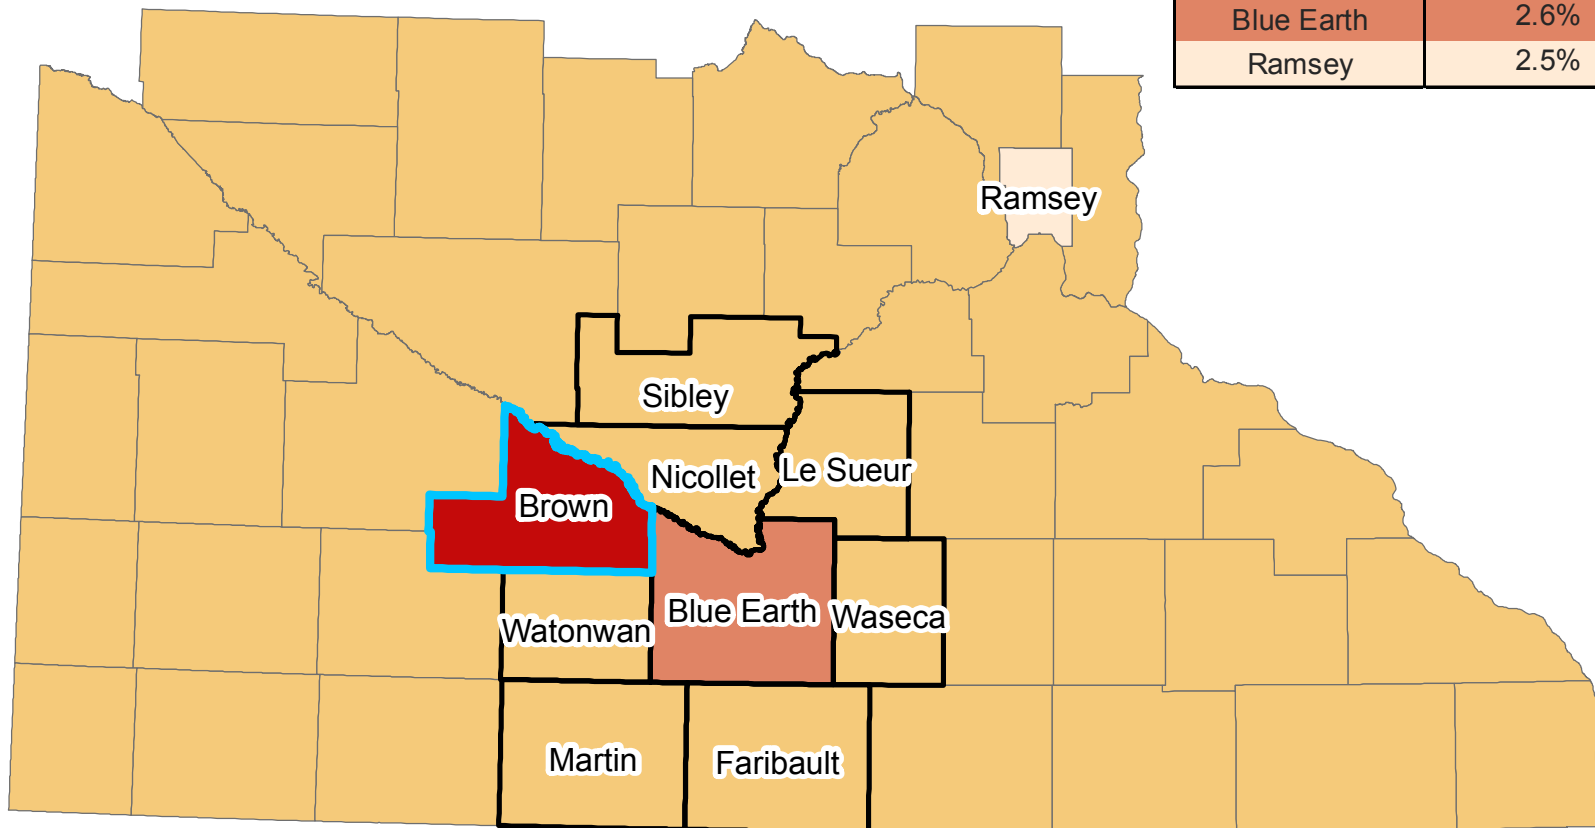 Blue Earth 2.6%
Ramsey 2.5%
Ramsey
Sibley
Nicollet
Le Sueur
Brown
Blue Earth
Waseca
Watonwan
Martin
Faribault